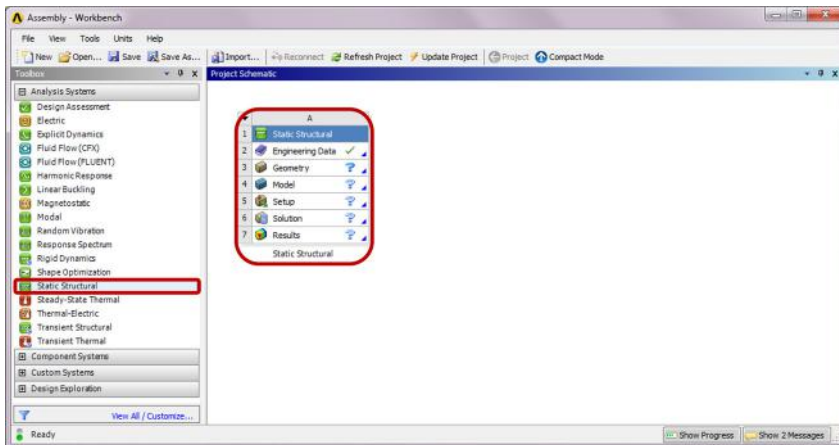 Assembly - Workbench
File View Tools Units Help
New Open... Save Save As... Import... Reconnect Refresh Project Update Project Project Compact Mode
Toolbox
Project Schematic
Analysis Systems
Design Assessment
Electric
Explicit Dynamics
Fluid Flow (CFX)
Fluid Flow (FLUENT)
Harmonic Response
Linear Buckling
Magnetostatic
Modal
Random Vibration
Response Spectrum
Rigid Dynamics
Shape Optimization
Static Structural
Steady-State Thermal
Thermal-Electric
Transient Structural
Transient Thermal
Component Systems
Custom Systems
Design Exploration
View All / Customize...
A
1 Static Structural
2 Engineering Data
3 Geometry
4 Model
5 Setup
6 Solution
7 Results
Static Structural
Ready
Show Progress Show 2 Messages